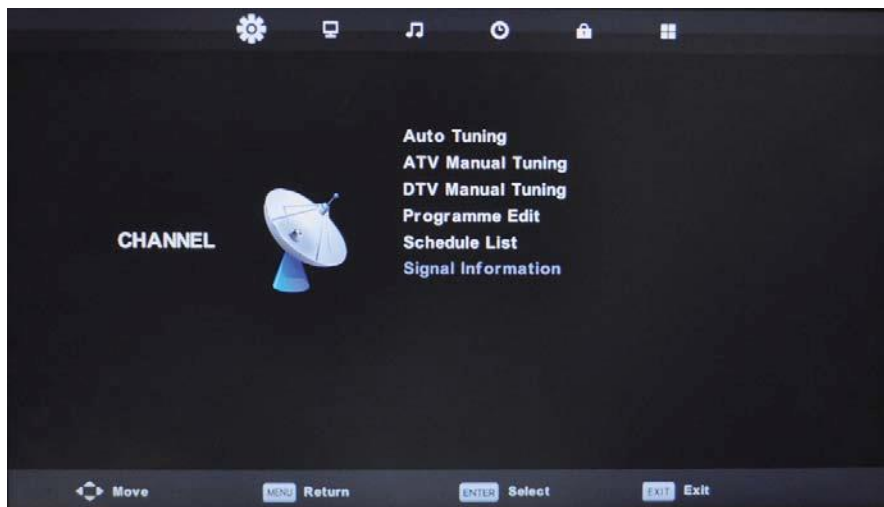 Auto Tuning
ATV Manual Tuning
DTV Manual Tuning
Programme Edit
CHANNEL
Schedule List
Signal Information
Move
MENU Return
ENTER Select
EXIT Exit